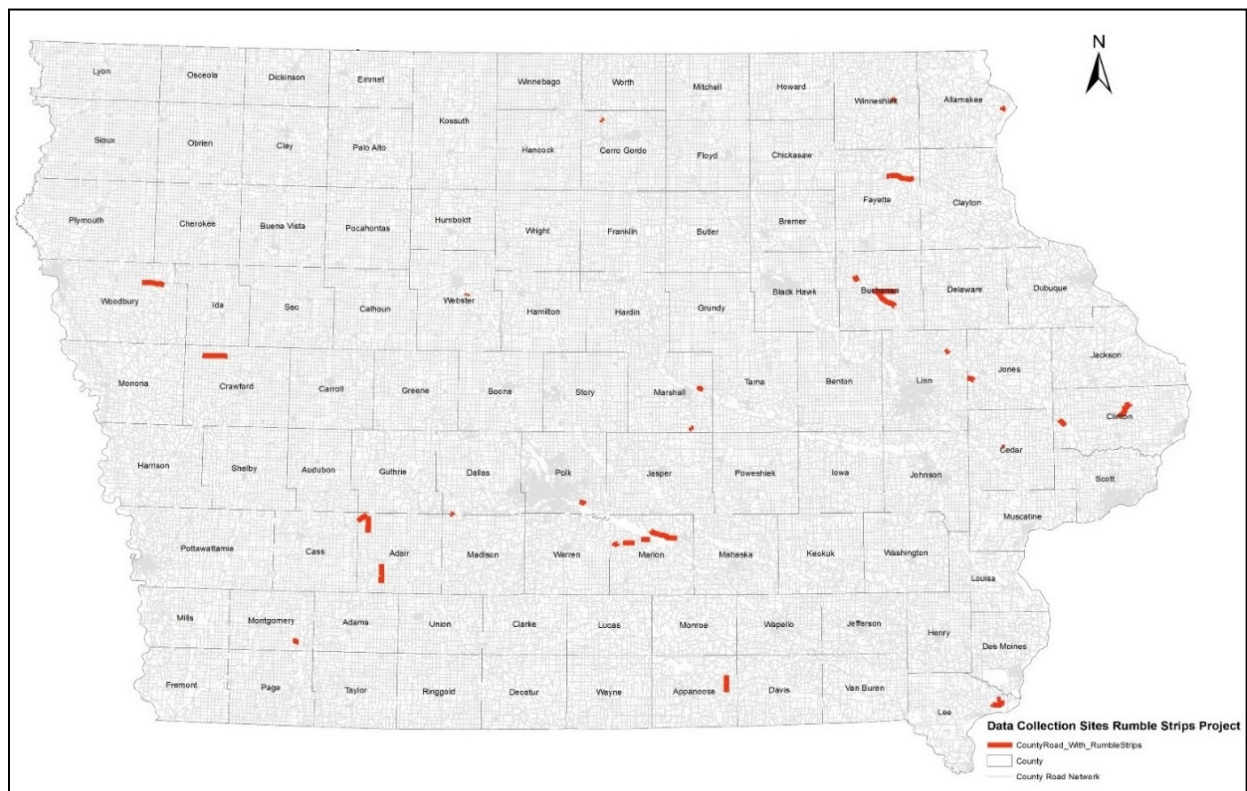 N
Lyon
Osceola
Dickinson
Emmet
Winnebago
Worth
Mitchell
Howard
Winneshiek
Allamakee
Kossuth
Sioux
Obrien
Clay
Palo Alto
Hancock
Cerro Gordo
Floyd
Chickasaw
Plymouth
Cherokee
Buena Vista
Pocahontas
Humboldt
Wright
Franklin
Butler
Bremer
Fayette
Clayton
Woodbury
Ida
Sac
Calhoun
Webster
Hamilton
Hardin
Grundy
Black Hawk
Buchanan
Delaware
Dubuque
Monona
Crawford
Carroll
Greene
Boone
Story
Marshall
Tama
Benton
Linn
Jones
Jackson
Clinton
Harrison
Shelby
Audubon
Guthrie
Dallas
Polk
Jasper
Poweshiek
Iowa
Johnson
Cedar
Scott
Muscatine
Pottawattamie
Cass
Adair
Madison
Warren
Marion
Mahaska
Keokuk
Washington
Louisa
Mills
Montgomery
Adams
Union
Clarke
Lucas
Monroe
Wapello
Jefferson
Henry
Des Moines
Fremont
Page
Taylor
Ringgold
Decatur
Wayne
Appanoose
Davis
Van Buren
Lee
Data Collection Sites Rumble Strips Project
CountyRoad_With_RumbleStrips
County
County Road Network